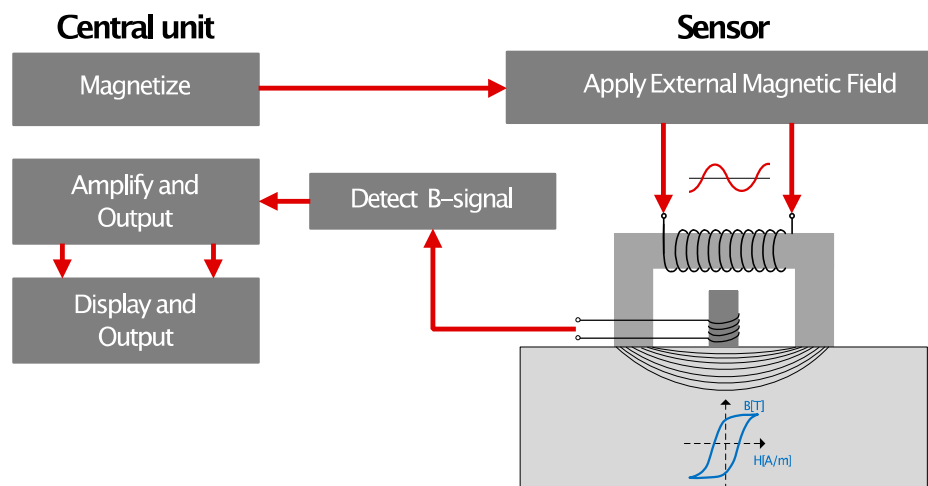 Central unit
Sensor
Magnetize
Apply External Magnetic Field
Amplify and
Output
Detect B-signal
Display and
Output
B[T]
H[A/m]